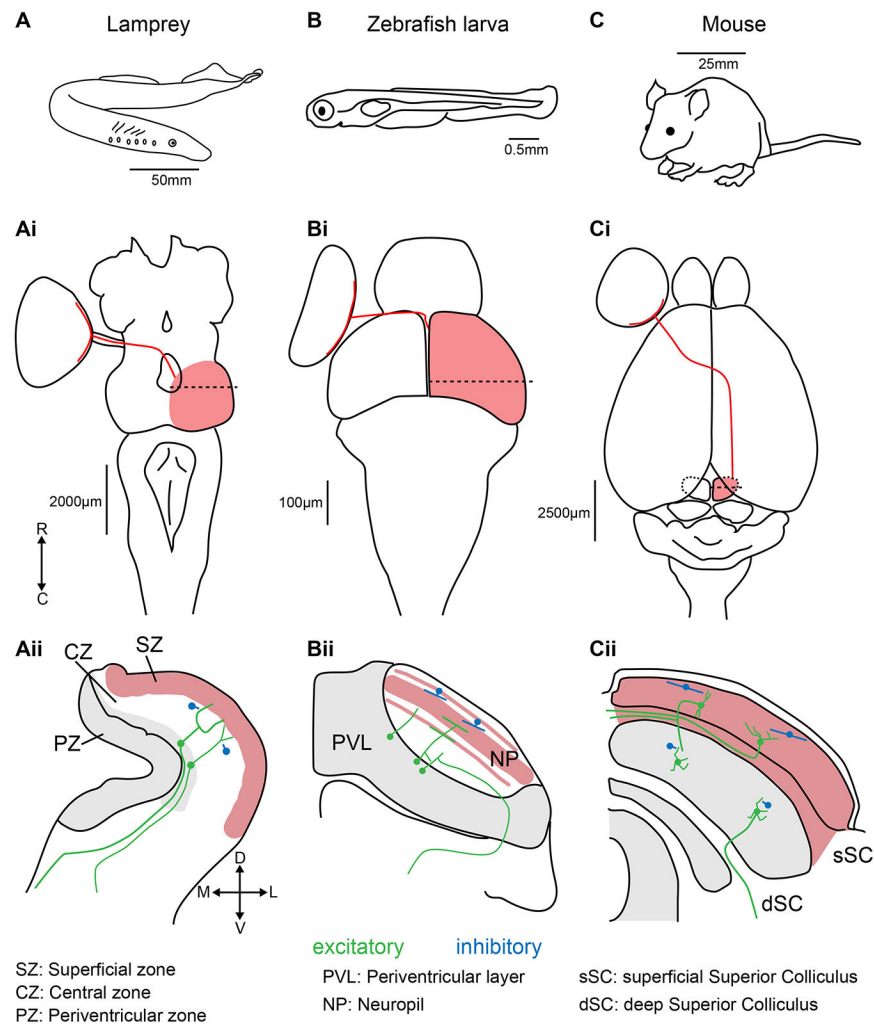 A Lamprey
B Zebrafish larva
C Mouse
50mm
0.5mm
25mm
Ai
Bi
Ci
2000µm
R
C
100µm
2500µm
Aii
CZ
SZ
PZ
D
M L
V
Bii
PVL
NP
Cii
sSC
dSC
excitatory inhibitory
SZ: Superficial zone
CZ: Central zone
PZ: Periventricular zone
PVL: Periventricular layer
NP: Neuropil
sSC: superficial Superior Colliculus
dSC: deep Superior Colliculus